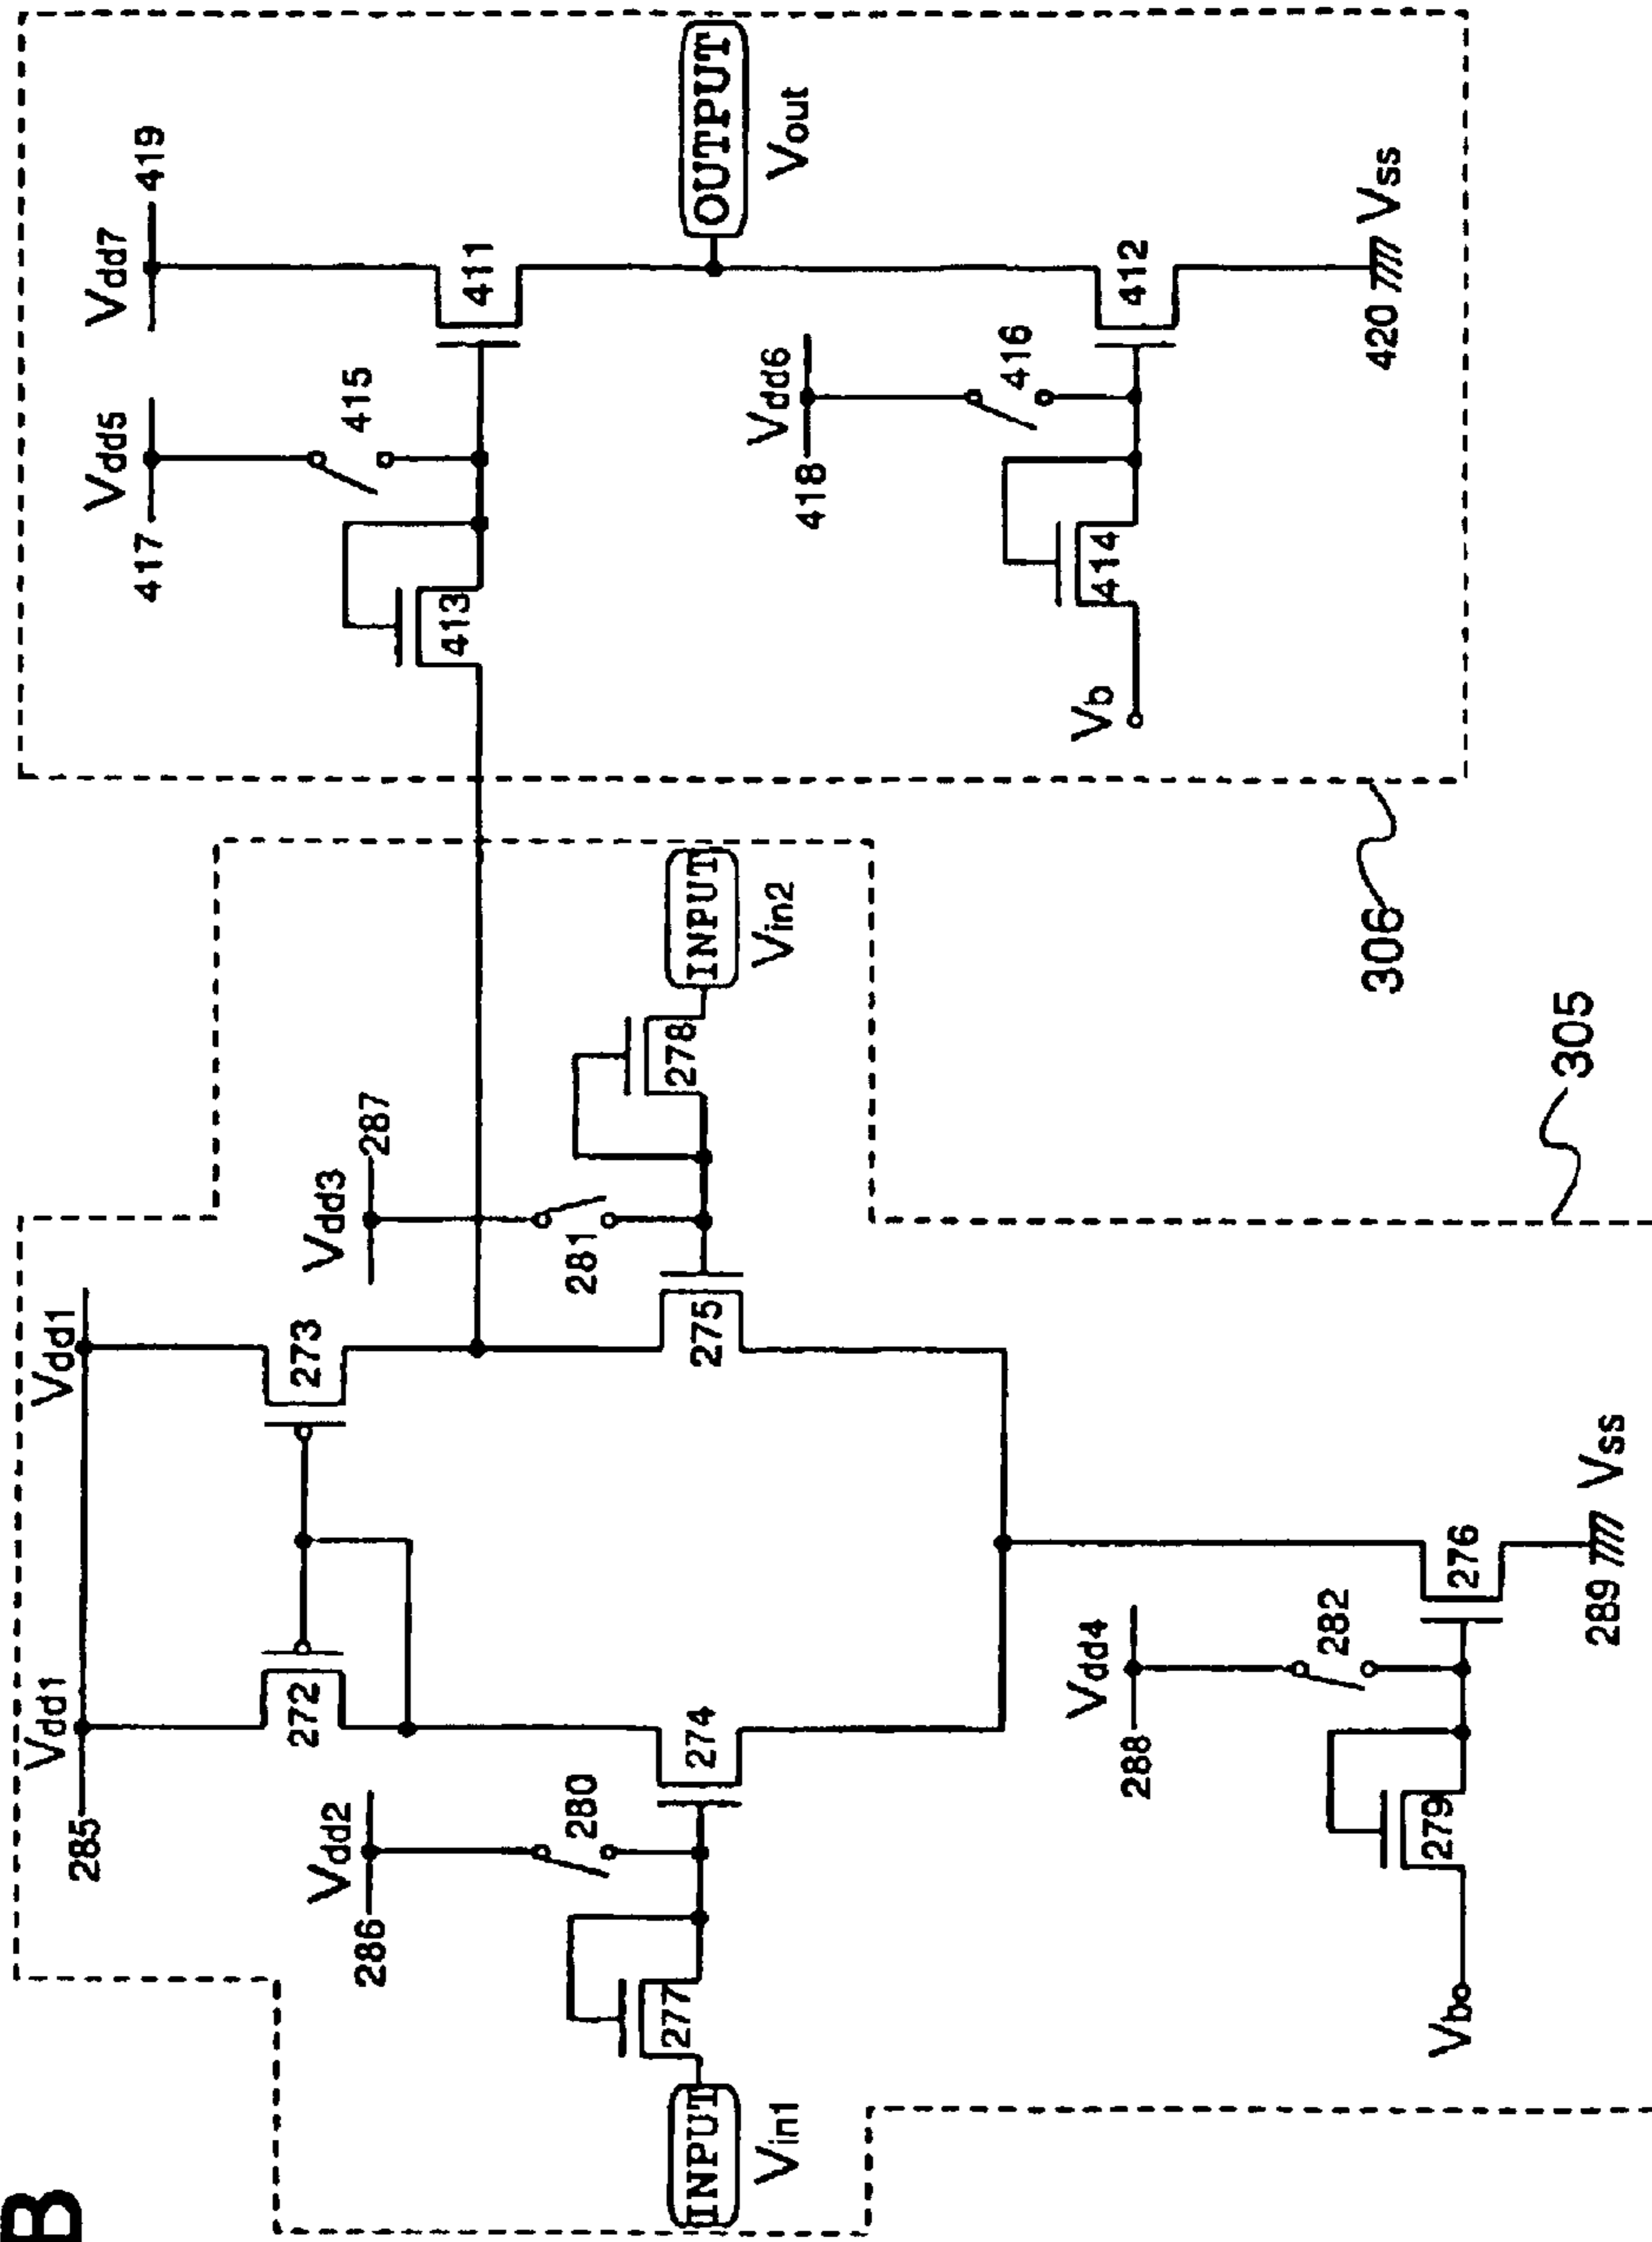 B
Vdd1
Vdd1
285
Vdd2
286
280
272
273
Vdd3
287
281
INPUT
Vin1
277
274
275
278
INPUT
Vin2
Vdd4
288
282
Vb
279
276
289
Vss
305
Vdd5
417
415
Vdd7
419
413
411
OUTPUT
Vout
Vdd6
418
416
Vb
414
412
420
Vss
306